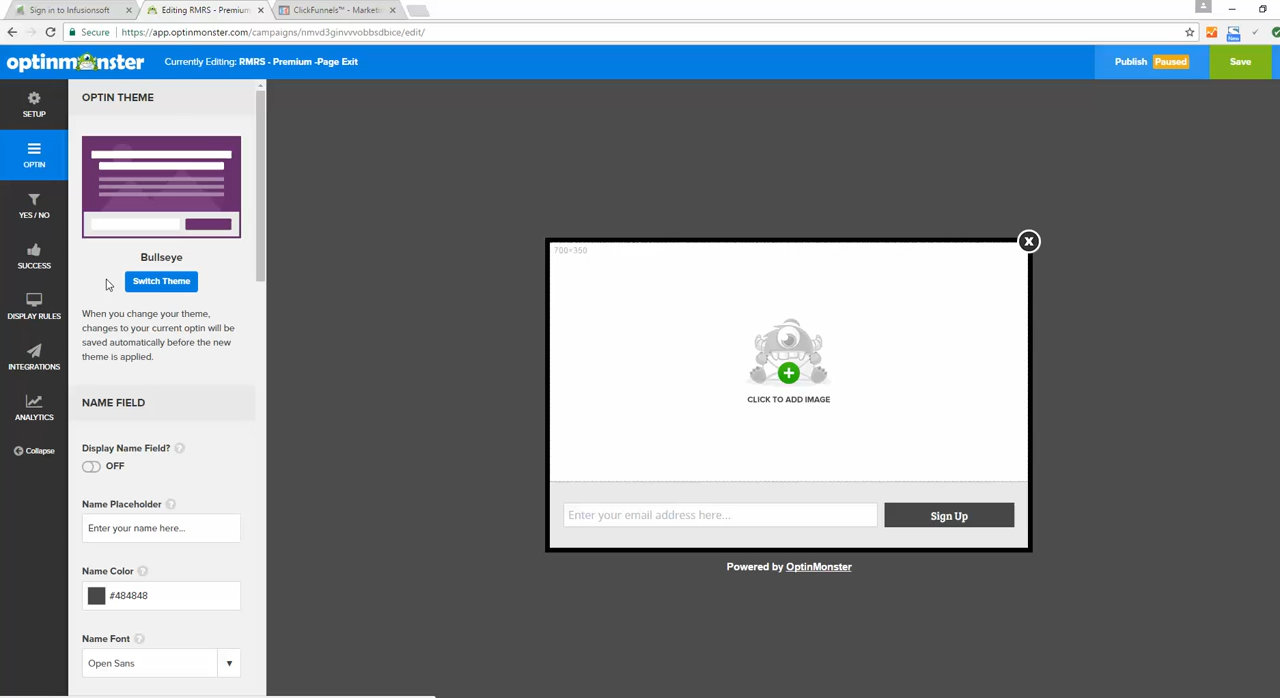 Sign in to Infusionsoft
Editing RMRS - Premium
ClickFunnels™ - Marketi
Secure
https://app.optinmonster.com/campaigns/nmvd3ginvvvobbsdbice/edit/
New
optinmonster
Currently Editing: RMRS - Premium -Page Exit
Publish
Paused
Save
SETUP
OPTIN
YES / NO
SUCCESS
DISPLAY RULES
INTEGRATIONS
ANALYTICS
Collapse
OPTIN THEME
Bullseye
Switch Theme
When you change your theme,
changes to your current optin will be
saved automatically before the new
theme is applied.
NAME FIELD
Display Name Field? ?
OFF
Name Placeholder ?
Enter your name here...
Name Color ?
#484848
Name Font ?
Open Sans
700×350
X
CLICK TO ADD IMAGE
Enter your email address here...
Sign Up
Powered by OptinMonster